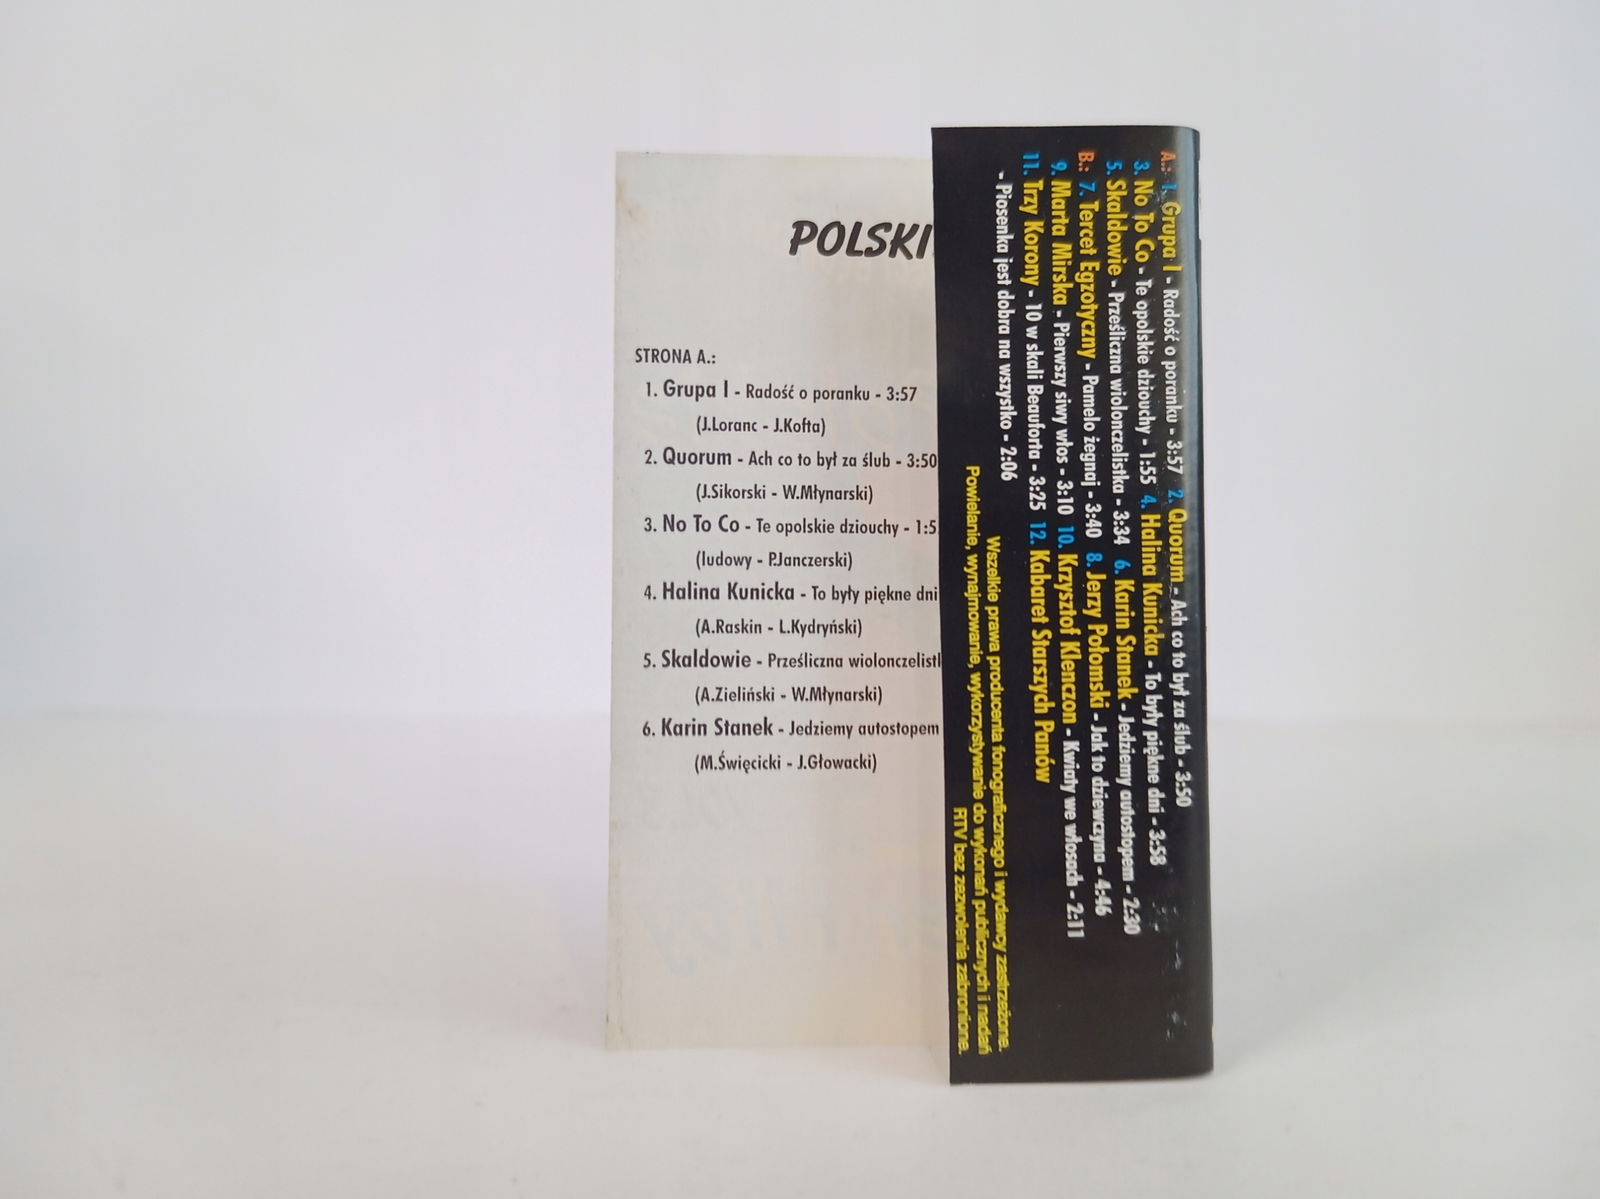 POLSKI
STRONA A.:
1. Grupa I - Radość o poranku - 3:57
(J.Loranc - J.Kofta)
2. Quorum - Ach co to był za ślub - 3:50
(J.Sikorski - W.Młynarski)
3. No To Co - Te opolskie dziouchy - 1:5
(ludowy - P.Janczerski)
4. Halina Kunicka - To były piękne dni
(A.Raskin - L.Kydryński)
5. Skaldowie - Prześliczna wiolonczelistk
(A.Zieliński - W.Młynarski)
6. Karin Stanek - Jedziemy autostopem
(M.Święcicki - J.Głowacki)
A.: 1. Grupa I - Radość o poranku - 3:57 2. Quorum - Ach co to był za ślub - 3:50
3. No To Co - Te opolskie dziouchy - 1:55 4. Halina Kunicka - To były piękne dni - 3:58
5. Skaldowie - Prześliczna wiolonczelistka - 3:34 6. Karin Stanek - Jedziemy autostopem - 2:30
B.: 7. Tercet Egzotyczny - Pamelo żegnaj - 3:40 8. Jerzy Połomski - Jak to dziewczyna - 4:46
9. Marta Mirska - Pierwszy siwy włos - 3:10 10. Krzysztof Klenczon - Kwiaty we włosach - 2:11
11. Trzy Korony - 10 w skali Beauforta - 3:25 12. Kabaret Starszych Panów
- Piosenka jest dobra na wszystko - 2:06
Wszelkie prawa producenta fonograficznego i wydawcy zastrzeżone.
Powielanie, wynajmowanie, wykorzystywanie do wykonań publicznych i nadań
RTV bez zezwolenia zabronione.